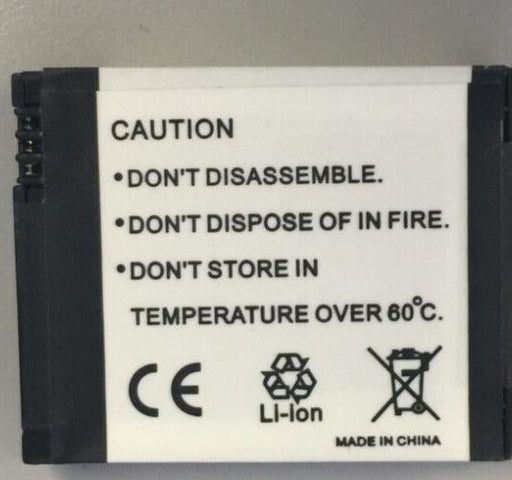 CAUTION
•DON'T DISASSEMBLE.
•DON'T DISPOSE OF IN FIRE.
•DON'T STORE IN
TEMPERATURE OVER 60°C.
CE
Li-Ion
MADE IN CHINA